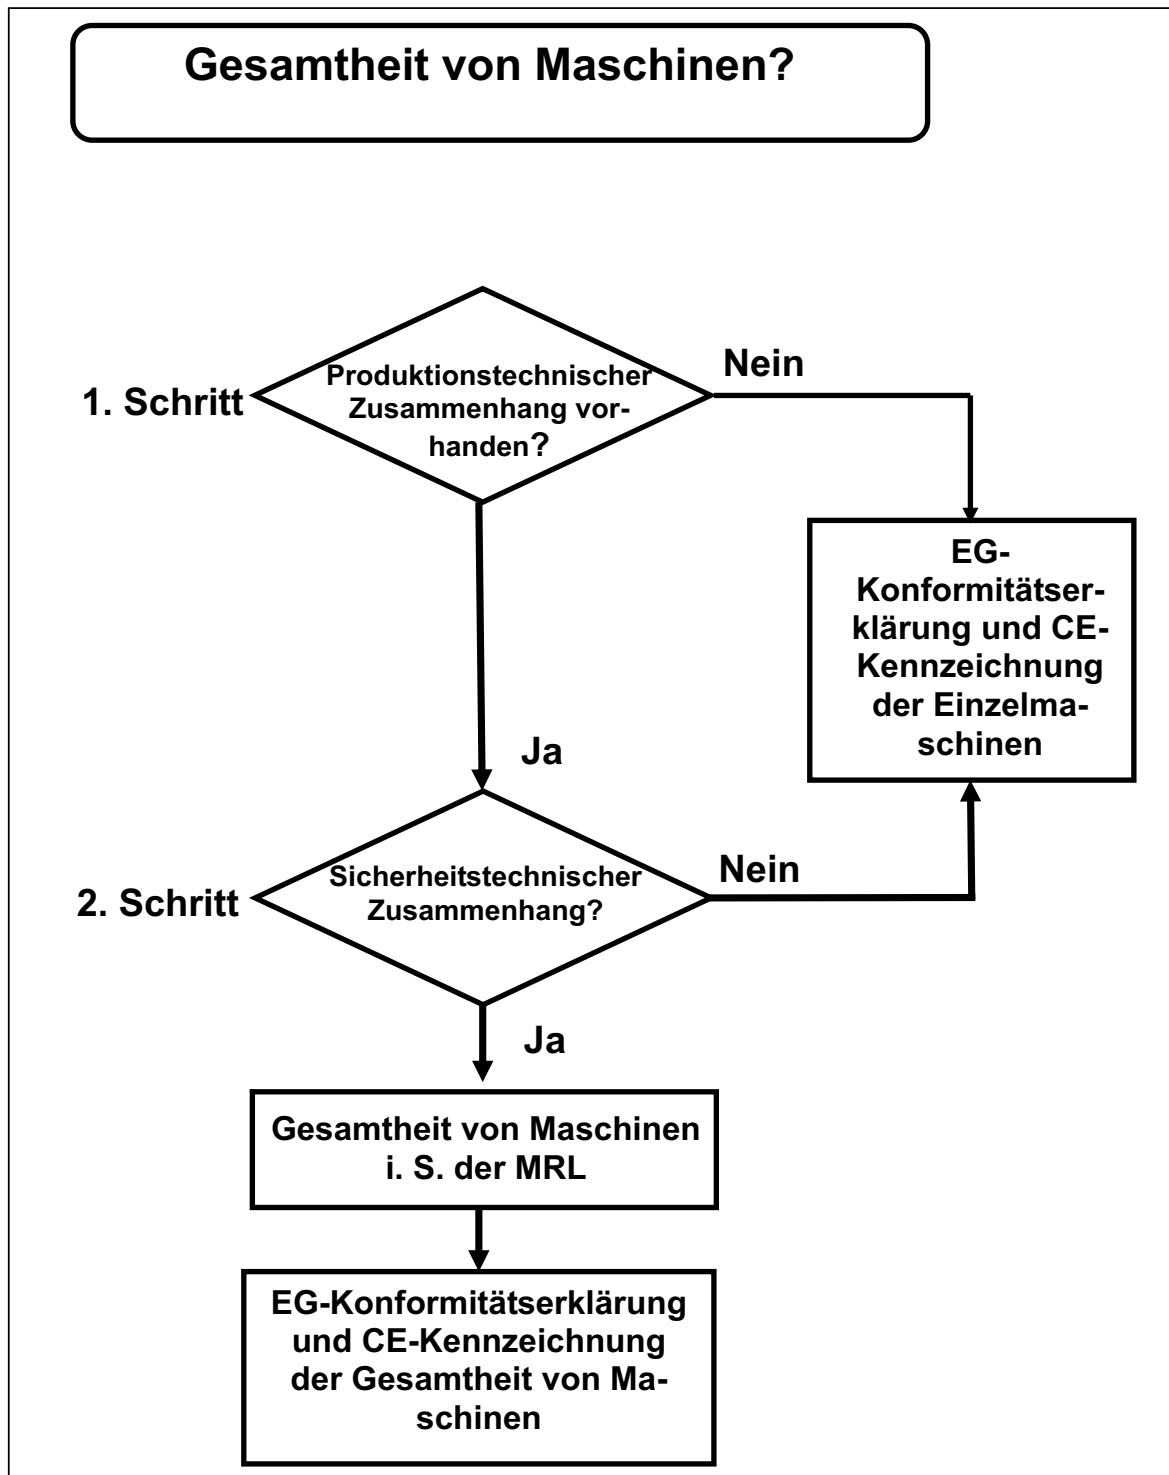 Gesamtheit von Maschinen?
Produktionstechnischer
Zusammenhang vor-
handen?
1. Schritt
Nein
EG-
Konformitätser-
klärung und CE-
Kennzeichnung
der Einzelma-
schinen
Ja
Sicherheitstechnischer
Zusammenhang?
2. Schritt
Nein
Ja
Gesamtheit von Maschinen
i. S. der MRL
EG-Konformitätserklärung
und CE-Kennzeichnung
der Gesamtheit von Ma-
schinen